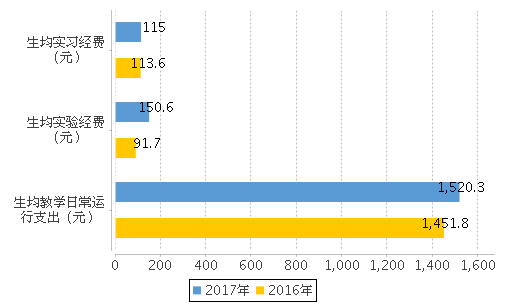 生均实习经费
（元）
115
113.6
生均实验经费
（元）
150.6
91.7
生均教学日常运
行支出（元）
1,520.3
1,451.8
0 200 400 600 800 1,000 1,200 1,400 1,600
2017年 2016年